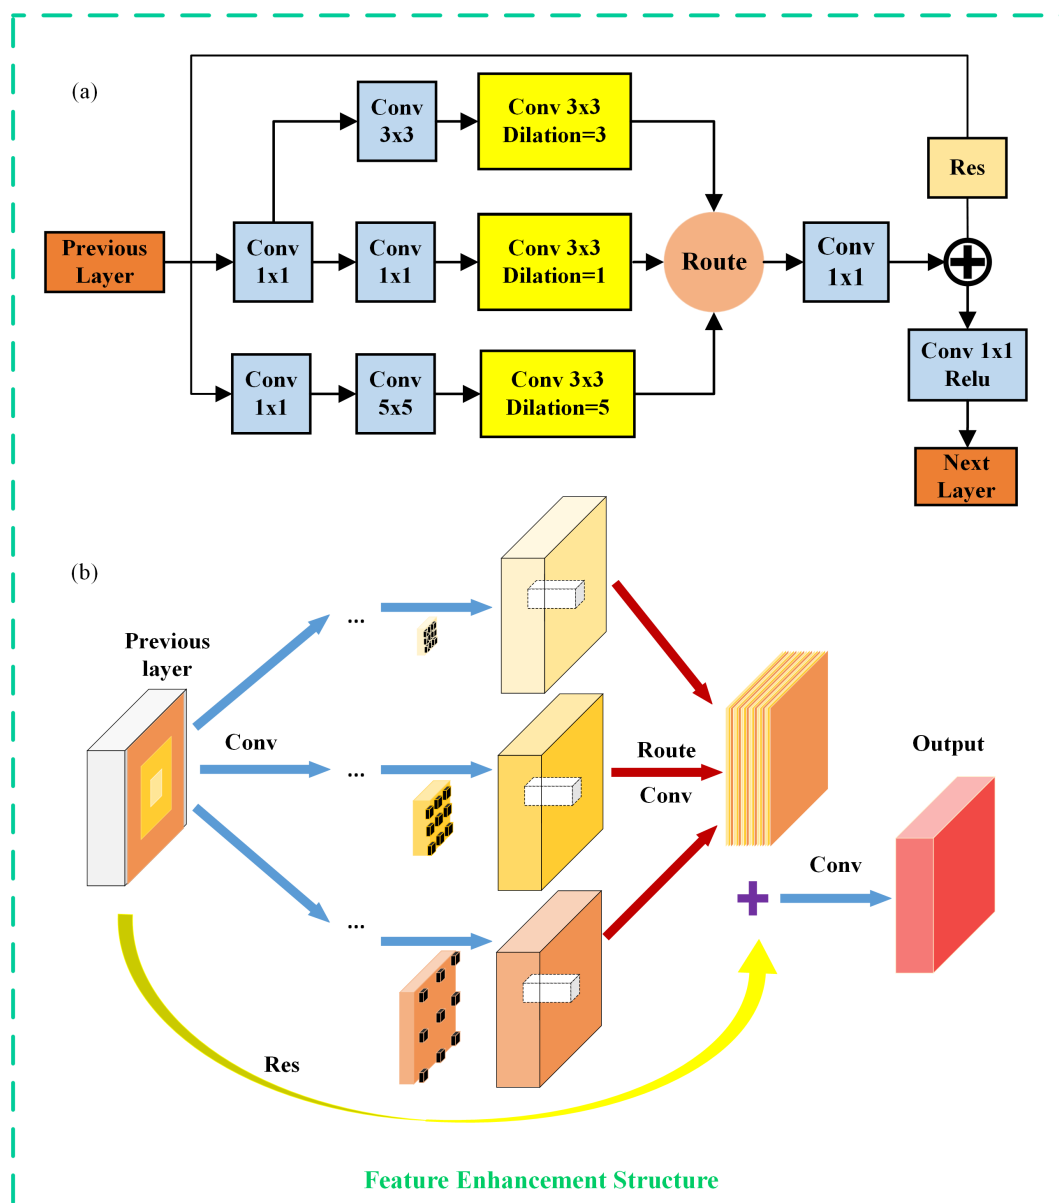 (a)
Conv
3x3
Conv 3x3
Dilation=3
Res
Previous
Layer
Conv
1x1
Conv
1x1
Conv 3x3
Dilation=1
Route
Conv
1x1
Conv 1x1
Relu
Conv
1x1
Conv
5x5
Conv 3x3
Dilation=5
Next
Layer
(b)
...
Previous
layer
Conv
...
Route
Conv
Output
Conv
...
Res
Feature Enhancement Structure